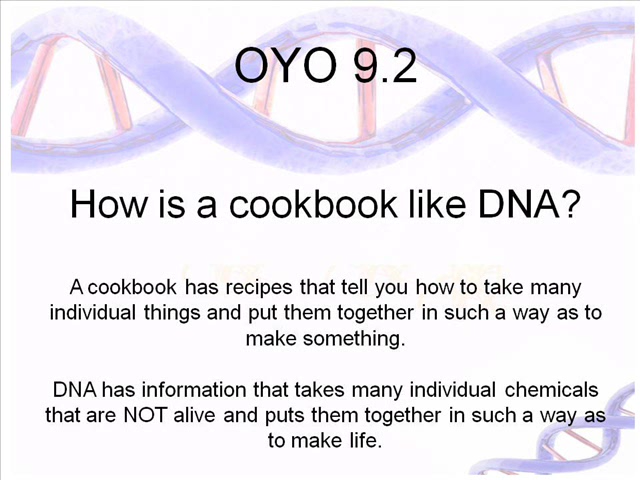 OYO 9.2
How is a cookbook like DNA?
A cookbook has recipes that tell you how to take many
individual things and put them together in such a way as to
make something.
DNA has information that takes many individual chemicals
that are NOT alive and puts them together in such a way as
to make life.